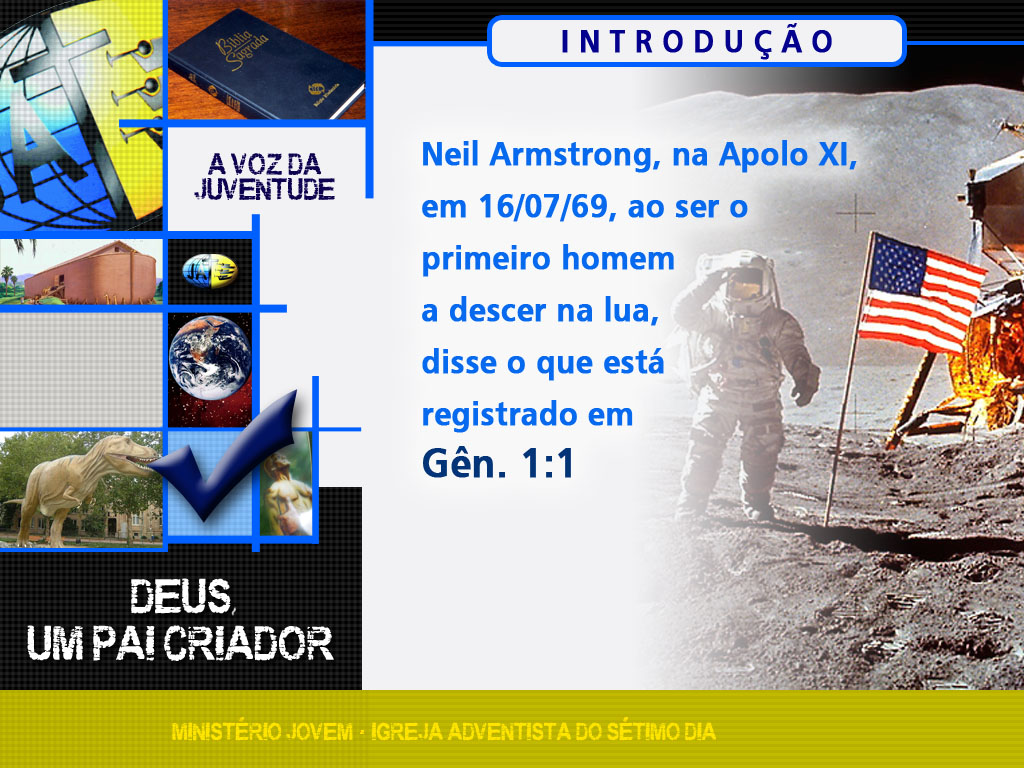 INTRODUÇÃO
Bíblia
Sagrada
A VOZ DA
JUVENTUDE
Neil Armstrong, na Apolo XI,
em 16/07/69, ao ser o
primeiro homem
a descer na lua,
disse o que está
registrado em
Gên. 1:1
DEUS,
UM PAI CRIADOR
MINISTÉRIO JOVEM - IGREJA ADVENTISTA DO SÉTIMO DIA